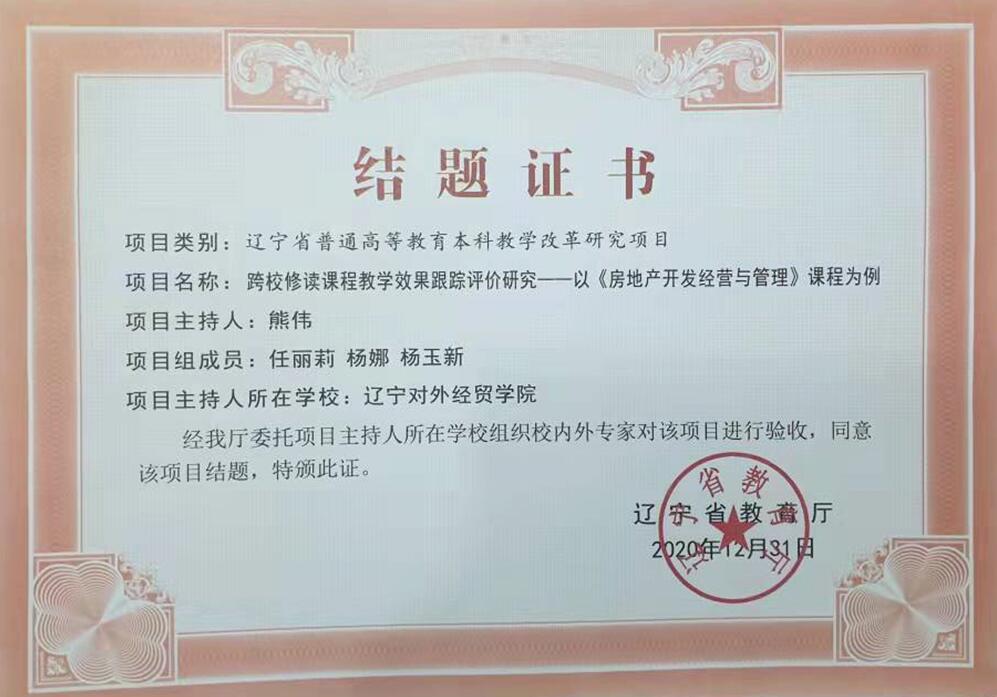 结题证书
项目类别：辽宁省普通高等教育本科教学改革研究项目
项目名称：跨校修读课程教学效果跟踪评价研究——以《房地产开发经营与管理》课程为例
项目主持人：熊伟
项目组成员：任丽莉 杨娜 杨玉新
项目主持人所在学校：辽宁对外经贸学院
经我厅委托项目主持人所在学校组织校内外专家对该项目进行验收，同意
该项目结题，特颁此证。
辽宁省教育厅
辽宁省教育厅
2020年12月31日